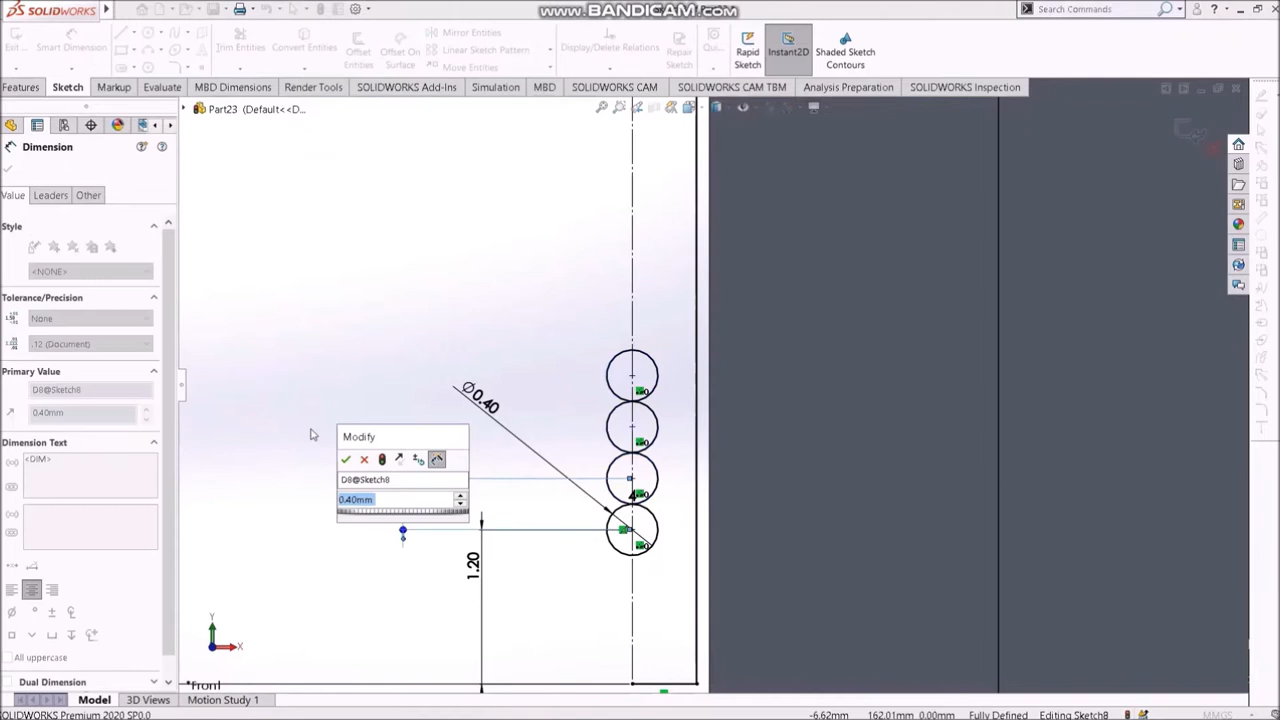 SOLIDWORKS
www.BANDICAM.com
Search Commands
Exit...
Smart Dimension
Trim Entities
Convert Entities
Offset Entities
Offset On Surface
Mirror Entities
Linear Sketch Pattern
Move Entities
Display/Delete Relations
Repair Sketch
Qui...
Rapid Sketch
Instant2D
Shaded Sketch Contours
Features
Sketch
Markup
Evaluate
MBD Dimensions
Render Tools
SOLIDWORKS Add-Ins
Simulation
MBD
SOLIDWORKS CAM
SOLIDWORKS CAM TBM
Analysis Preparation
SOLIDWORKS Inspection
Part23 (Default<<D...
Dimension
Value
Leaders
Other
Style
<NONE>
Tolerance/Precision
None
.12 (Document)
Primary Value
D8@Sketch8
0.40mm
Dimension Text
<DIM>
All uppercase
Dual Dimension
Ø0.40
Modify
D8@Sketch8
0.40mm
4
1.20
Y
X
*Front
Model
3D Views
Motion Study 1
SOLIDWORKS Premium 2020 SP0.0
-6.62mm
162.01mm
0.00mm
Fully Defined
Editing Sketch8
MMGS